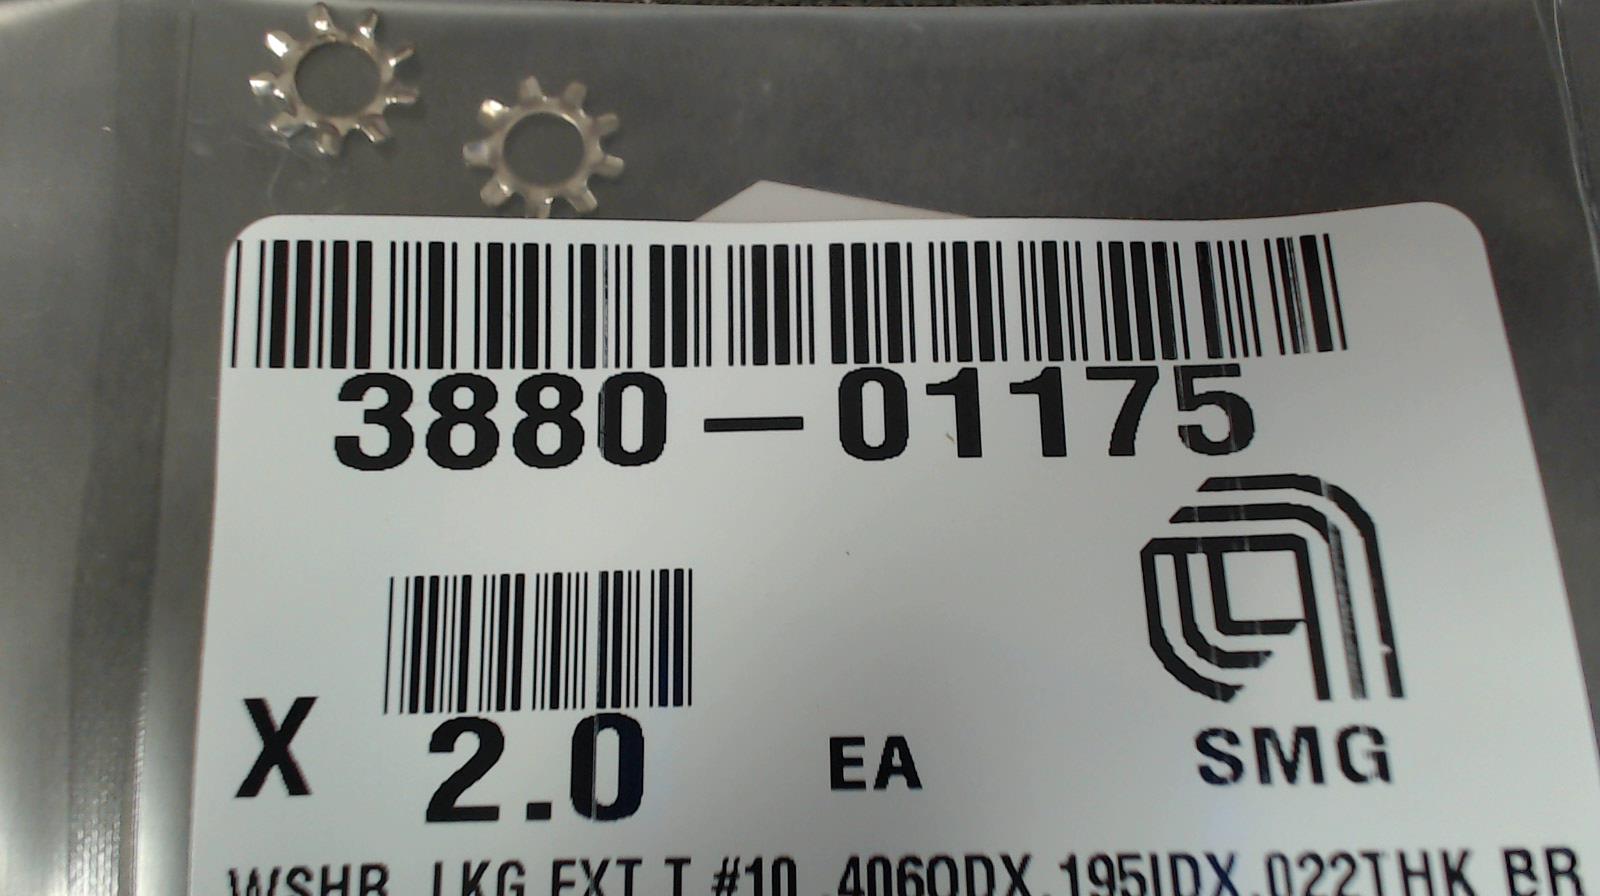 3880-01175
X 2.0 EA SMG
WSHR LKG EXT T #10 .406ODX.195IDX.022THK BR